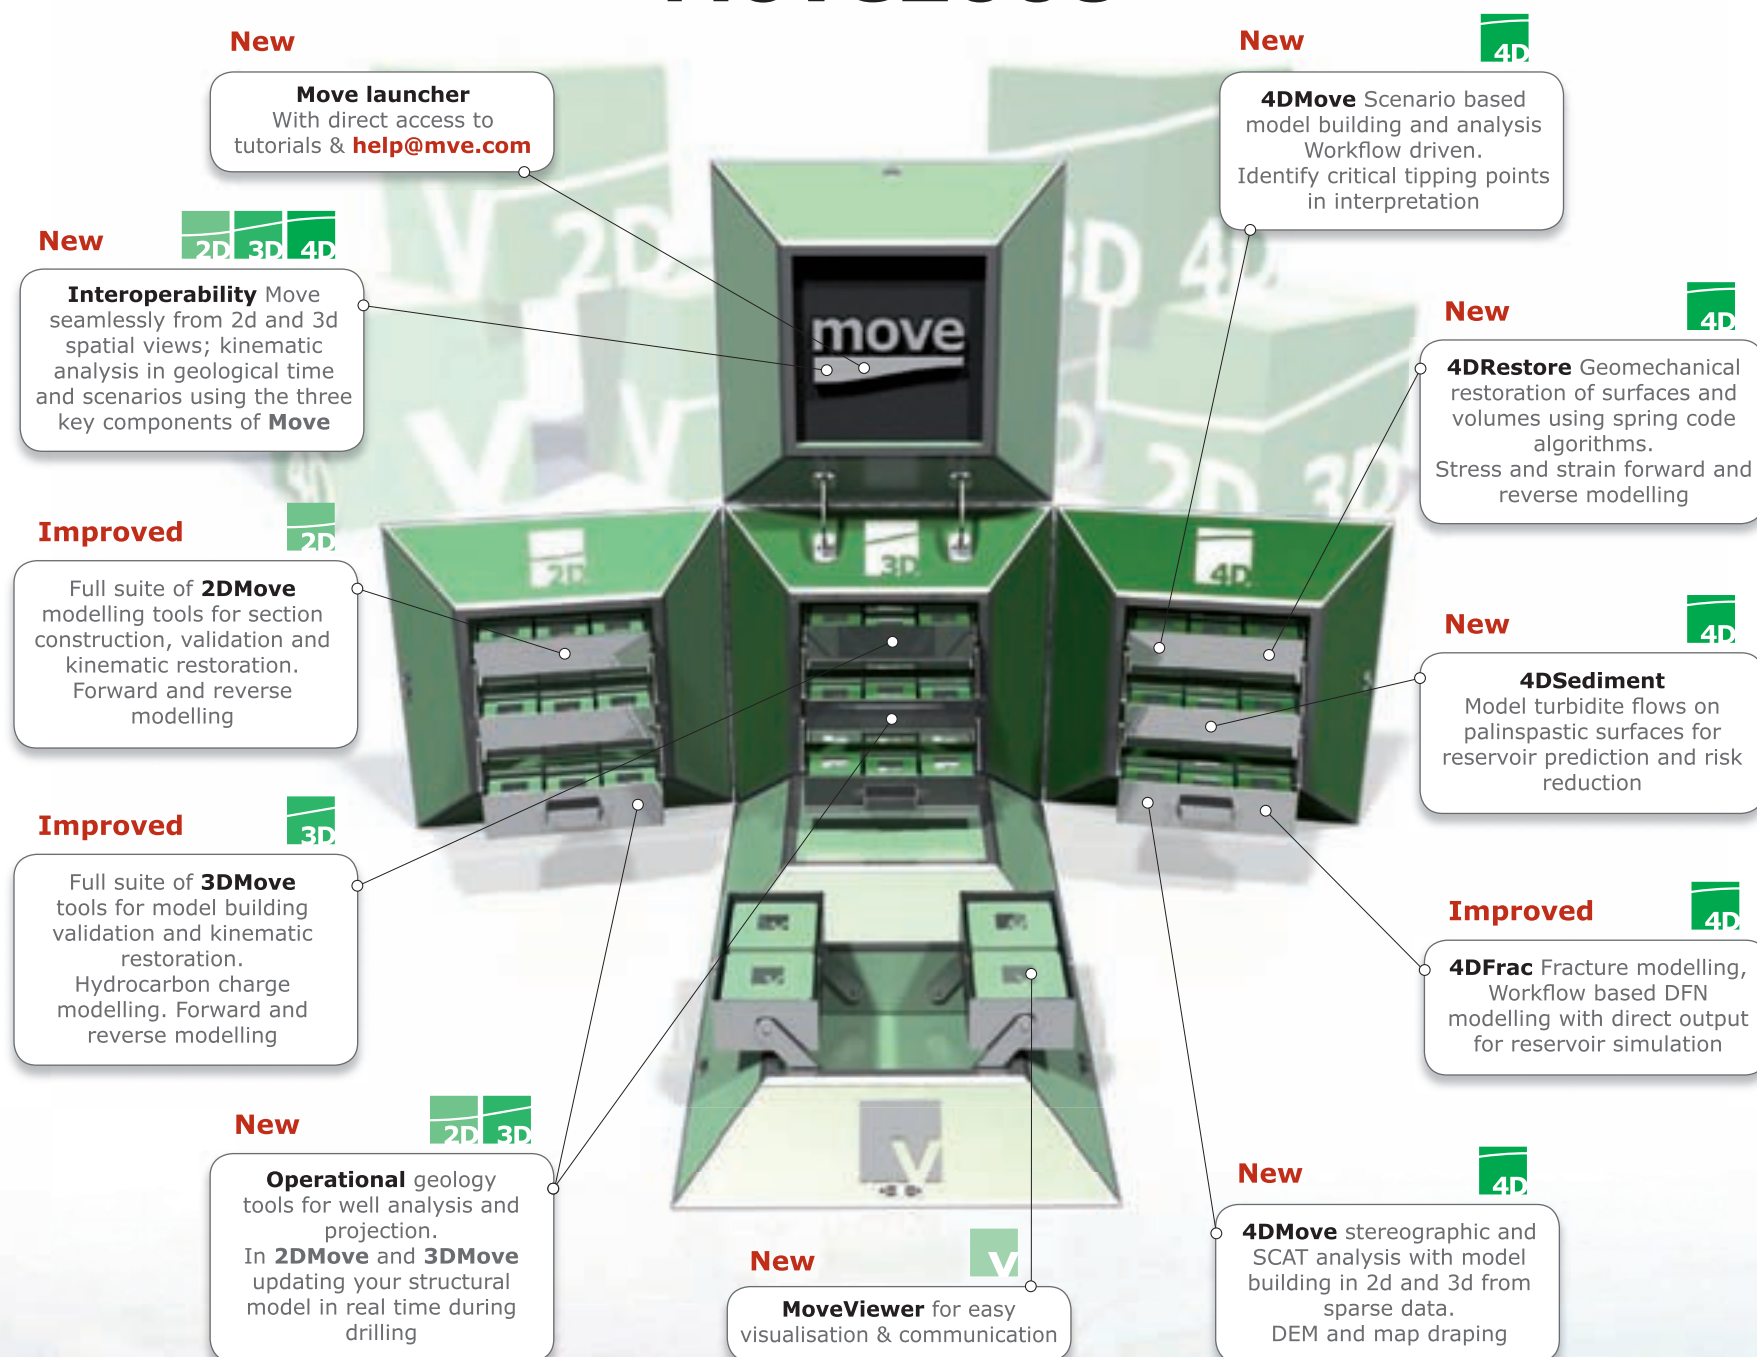 New
Move launcher
With direct access to
tutorials & help@mve.com
New
4D
4DMove Scenario based
model building and analysis
Workflow driven.
Identify critical tipping points
in interpretation
New
2D 3D 4D
Interoperability Move
seamlessly from 2d and 3d
spatial views; kinematic
analysis in geological time
and scenarios using the three
key components of Move
move
New
4D
4DRestore Geomechanical
restoration of surfaces and
volumes using spring code
algorithms.
Stress and strain forward and
reverse modelling
Improved
2D
Full suite of 2DMove
modelling tools for section
construction, validation and
kinematic restoration.
Forward and reverse
modelling
2D
3D
4D
New
4D
4DSediment
Model turbidite flows on
palinspastic surfaces for
reservoir prediction and risk
reduction
Improved
3D
Full suite of 3DMove
tools for model building
validation and kinematic
restoration.
Hydrocarbon charge
modelling. Forward and
reverse modelling
Improved
4D
4DFrac Fracture modelling,
Workflow based DFN
modelling with direct output
for reservoir simulation
New
2D 3D
Operational geology
tools for well analysis and
projection.
In 2DMove and 3DMove
updating your structural
model in real time during
drilling
V
New
V
MoveViewer for easy
visualisation & communication
New
4D
4DMove stereographic and
SCAT analysis with model
building in 2d and 3d from
sparse data.
DEM and map draping